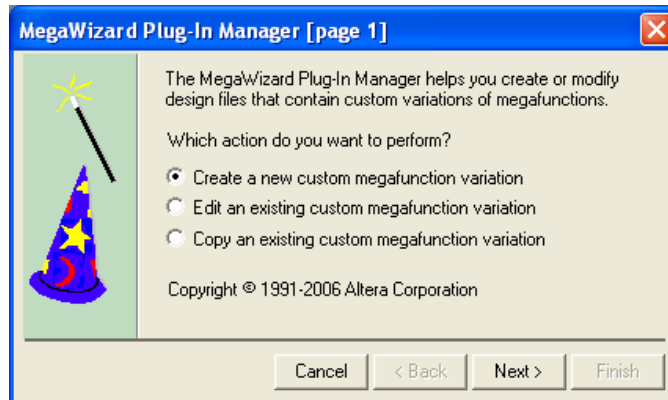 MegaWizard Plug-In Manager [page 1]
The MegaWizard Plug-In Manager helps you create or modify
design files that contain custom variations of megafunctions.
Which action do you want to perform?
Create a new custom megafunction variation
Edit an existing custom megafunction variation
Copy an existing custom megafunction variation
Copyright © 1991-2006 Altera Corporation
Cancel < Back Next > Finish